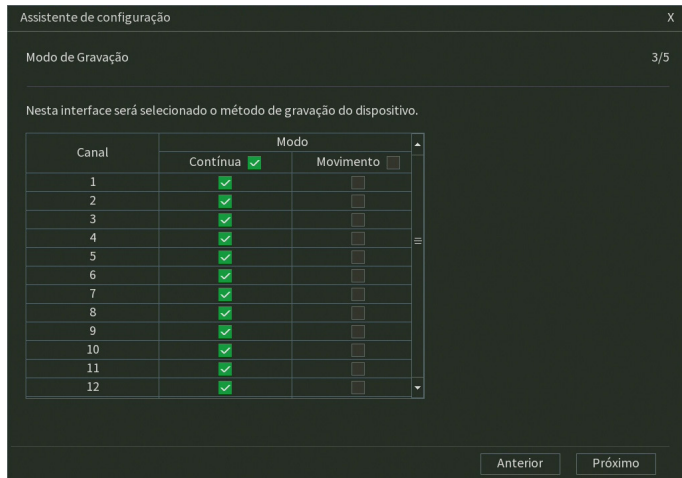 Assistente de configuração X
Modo de Gravação 3/5
Nesta interface será selecionado o método de gravação do dispositivo.
Canal Modo
Contínua Movimento
1
2
3
4
5
6
7
8
9
10
11
12
Anterior Próximo